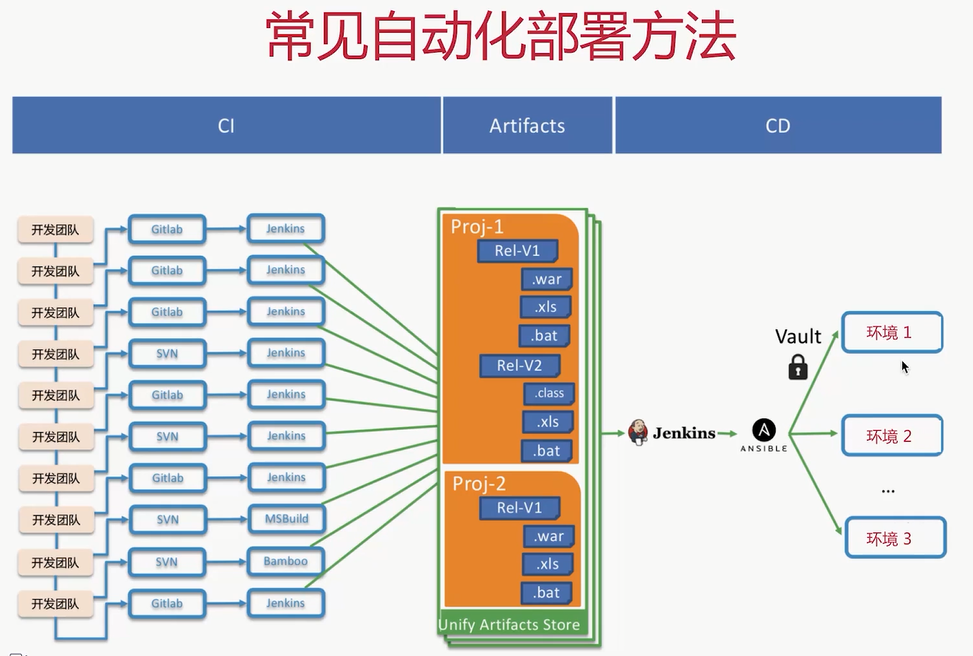 常见自动化部署方法
CI
Artifacts
CD
开发团队
Gitlab
Jenkins
开发团队
Gitlab
Jenkins
开发团队
Gitlab
Jenkins
开发团队
SVN
Jenkins
开发团队
Gitlab
Jenkins
开发团队
SVN
Jenkins
开发团队
Gitlab
Jenkins
开发团队
SVN
MSBuild
开发团队
SVN
Bamboo
开发团队
Gitlab
Jenkins
Proj-1
Rel-V1
.war
.xls
.bat
Rel-V2
.class
.xls
.bat
Proj-2
Rel-V1
.war
.xls
.bat
Unify Artifacts Store
Jenkins
A
ANSIBLE
Vault
环境 1
环境 2
...
环境 3